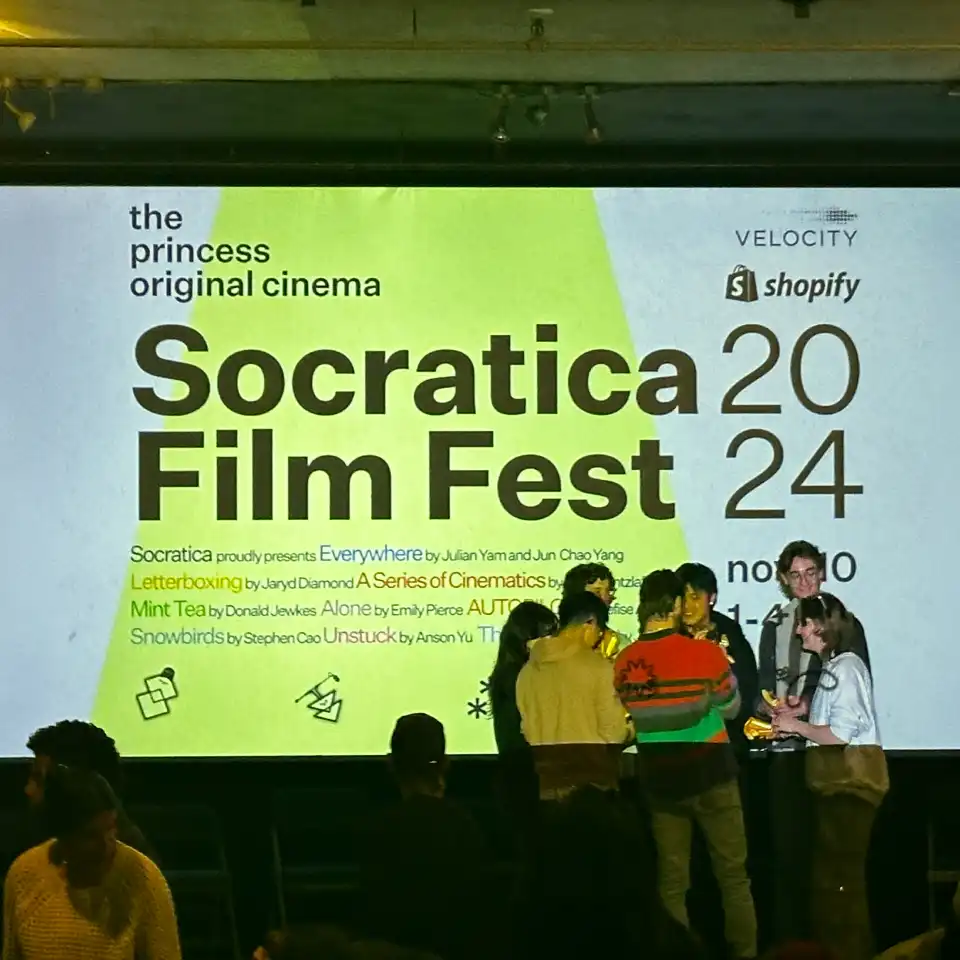 the
princess
original cinema
VELOCITY
shopify
Socratica 20
Film Fest 24
Socratica proudly presents Everywhere by Julian Yam and Jun Chao Yang
Letterboxing by Jaryd Diamond A Series of Cinematics by
Mint Tea by Donald Jewkes Alone by Emily Pierce
Snowbirds by Stephen Cao Unstuck by Anson Yu
10